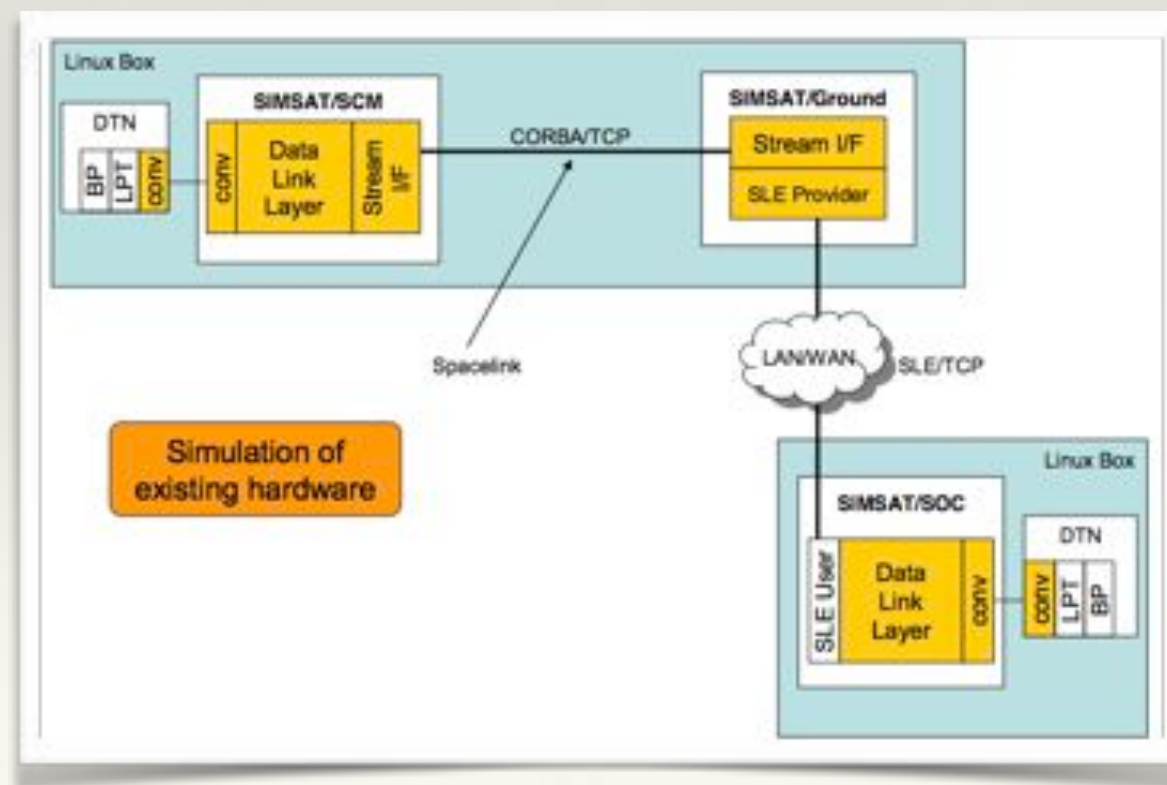 Linux Box
SIMSAT/SCM
SIMSAT/Ground
DTN
BP
LPT
conv
conv
Data
Link
Layer
Stream
I/F
CORBA/TCP
Stream I/F
SLE Provider
Spacelink
LAN/WAN
SLE/TCP
Simulation of
existing hardware
Linux Box
SIMSAT/SOC
SLE User
Data
Link
Layer
conv
DTN
conv
LPT
BP